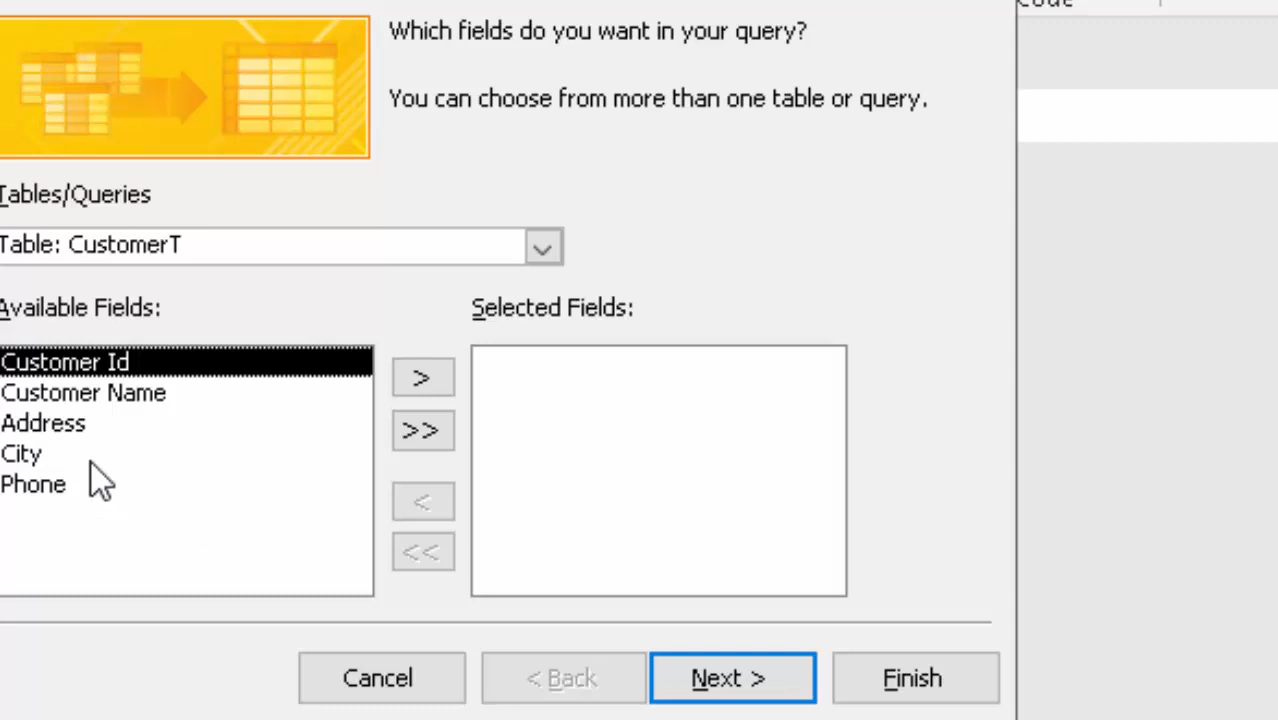 Code
Which fields do you want in your query?
You can choose from more than one table or query.
Tables/Queries
Table: CustomerT
Available Fields:
Selected Fields:
Customer Id
Customer Name
Address
City
Phone
>
>>
<
<<
Cancel
< Back
Next >
Finish